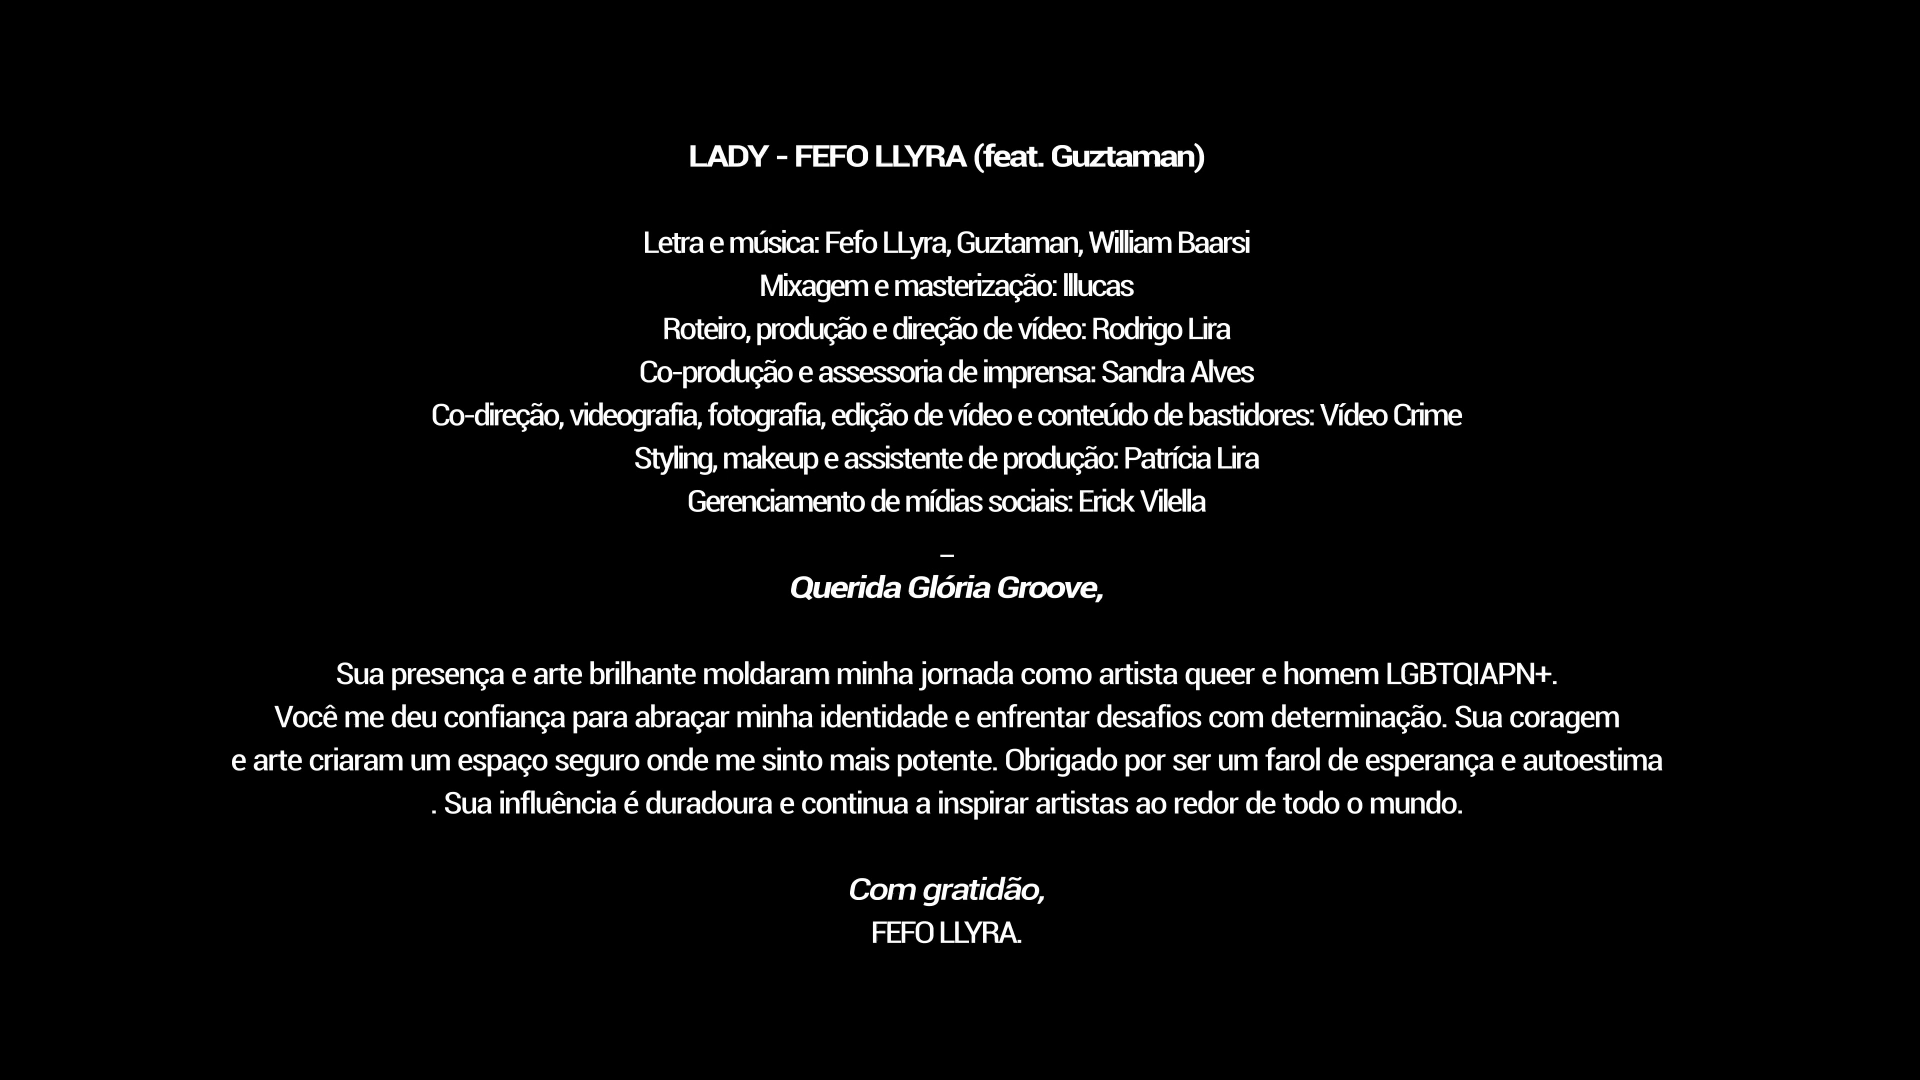 LADY - FEFO LLYRA (feat. Guztaman)
Letra e música: Fefo LLyra, Guztaman, William Baarsi
Mixagem e masterização: lllucas
Roteiro, produção e direção de vídeo: Rodrigo Lira
Co-produção e assessoria de imprensa: Sandra Alves
Co-direção, videografia, fotografia, edição de vídeo e conteúdo de bastidores: Vídeo Crime
Styling, makeup e assistente de produção: Patrícia Lira
Gerenciamento de mídias sociais: Erick Vilella
_
Querida Glória Groove,
Sua presença e arte brilhante moldaram minha jornada como artista queer e homem LGBTQIAPN+.
Você me deu confiança para abraçar minha identidade e enfrentar desafios com determinação. Sua coragem
e arte criaram um espaço seguro onde me sinto mais potente. Obrigado por ser um farol de esperança e autoestima
. Sua influência é duradoura e continua a inspirar artistas ao redor de todo o mundo.
Com gratidão,
FEFO LLYRA.